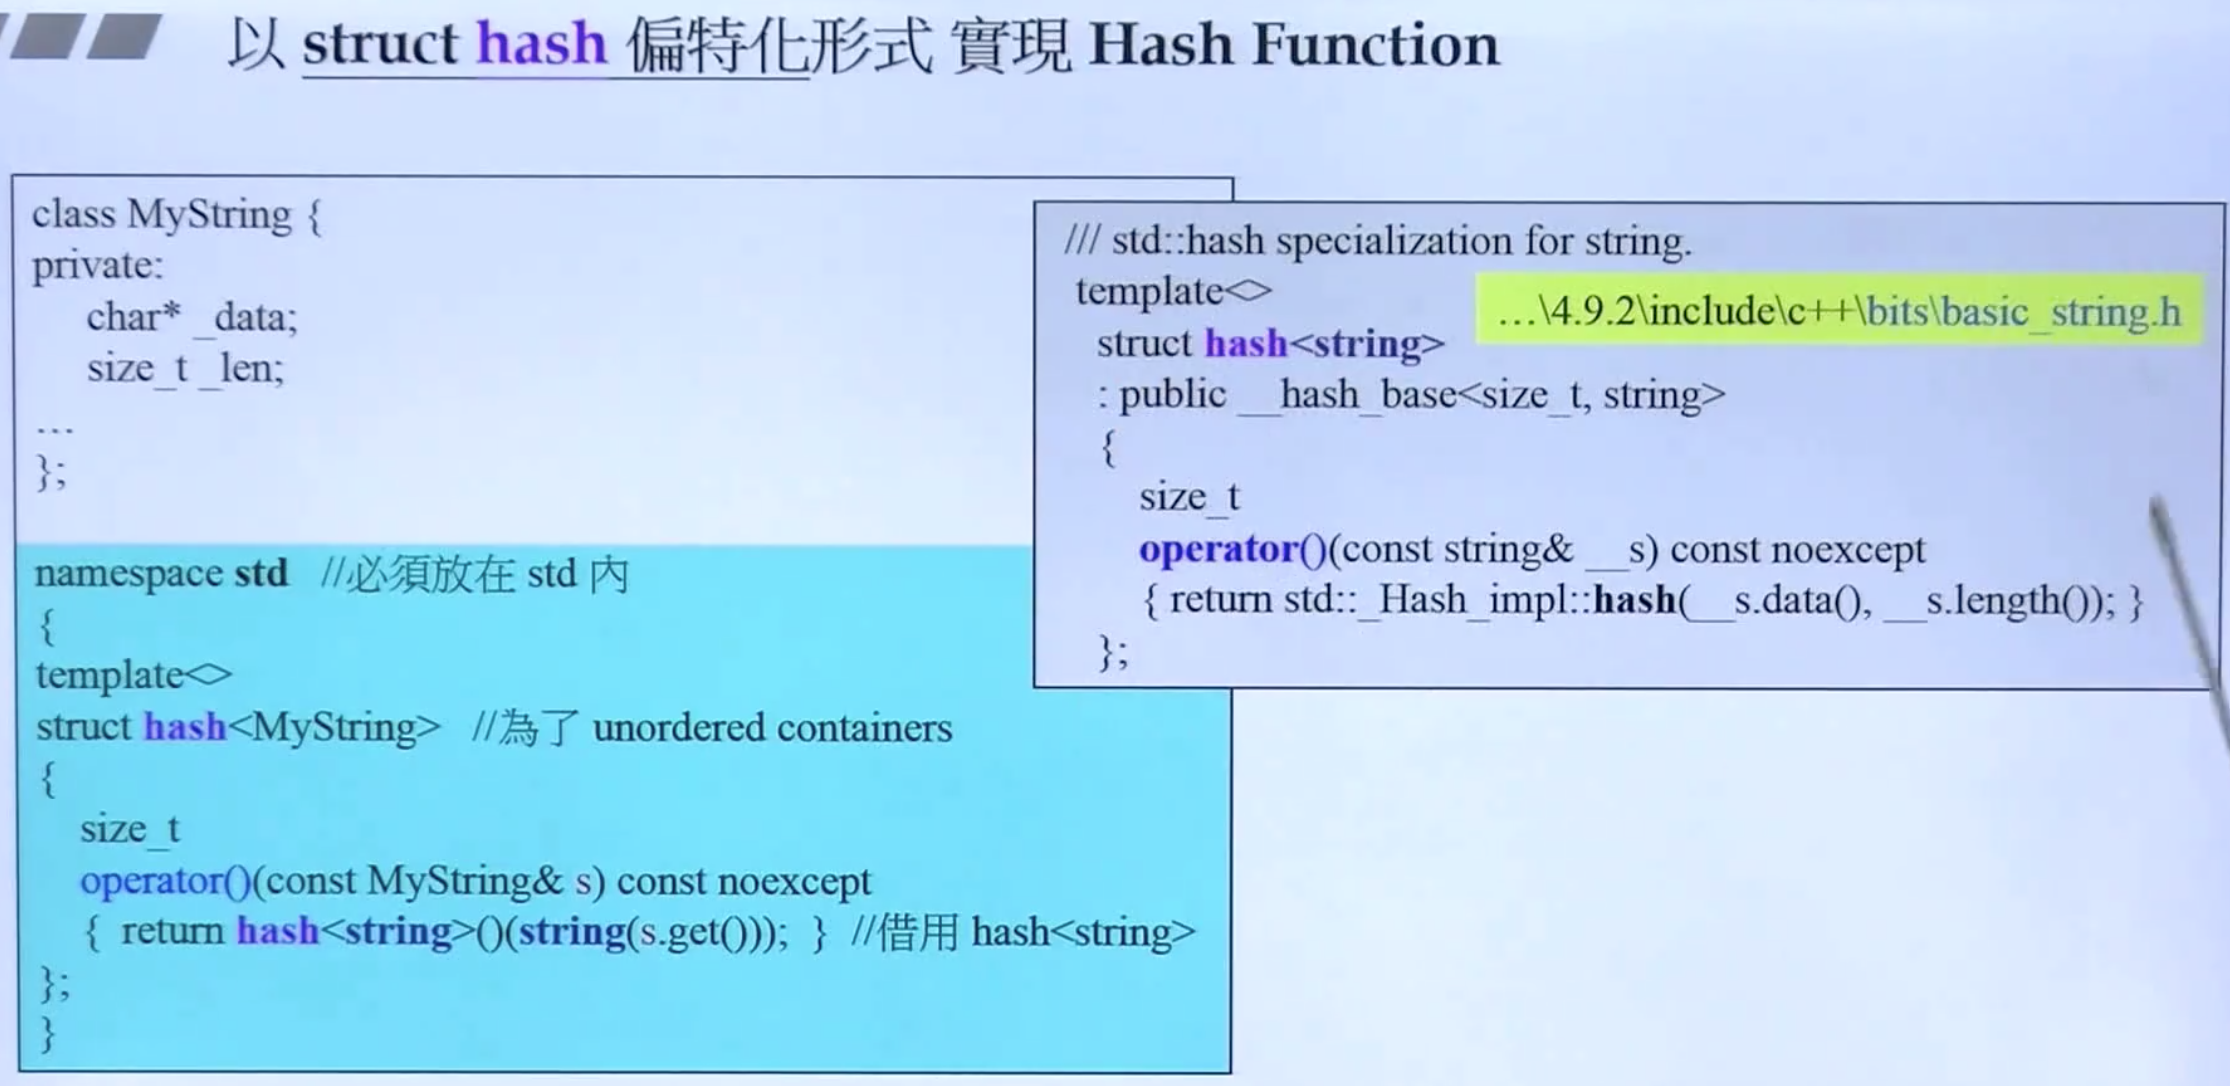 以 struct hash 偏特化形式 實現 Hash Function
class MyString {
private:
char* _data;
size_t _len;
...
};
namespace std //必須放在 std 內
{
template<>
struct hash<MyString> //為了 unordered containers
{
size_t
operator()(const MyString& s) const noexcept
{ return hash<string>()(string(s.get())); } //借用 hash<string>
};
}
/// std::hash specialization for string.
template<>
...\4.9.2\include\c++\bits\basic_string.h
struct hash<string>
: public __hash_base<size_t, string>
{
size_t
operator()(const string& __s) const noexcept
{ return std::_Hash_impl::hash(__s.data(), __s.length()); }
};